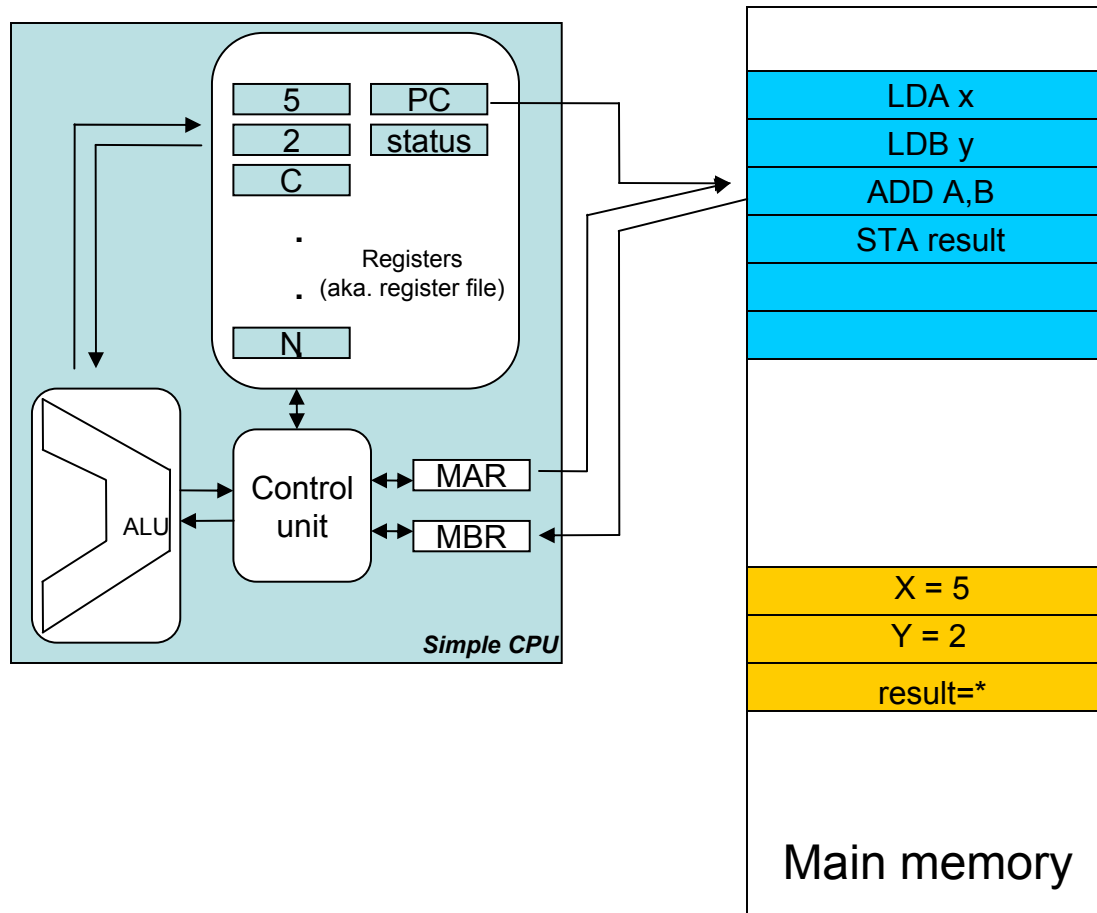 5
PC
2
status
C
.
Registers
. (aka. register file)
N.
ALU
Control
unit
MAR
MBR
Simple CPU
LDA x
LDB y
ADD A,B
STA result
X = 5
Y = 2
result=*
Main memory